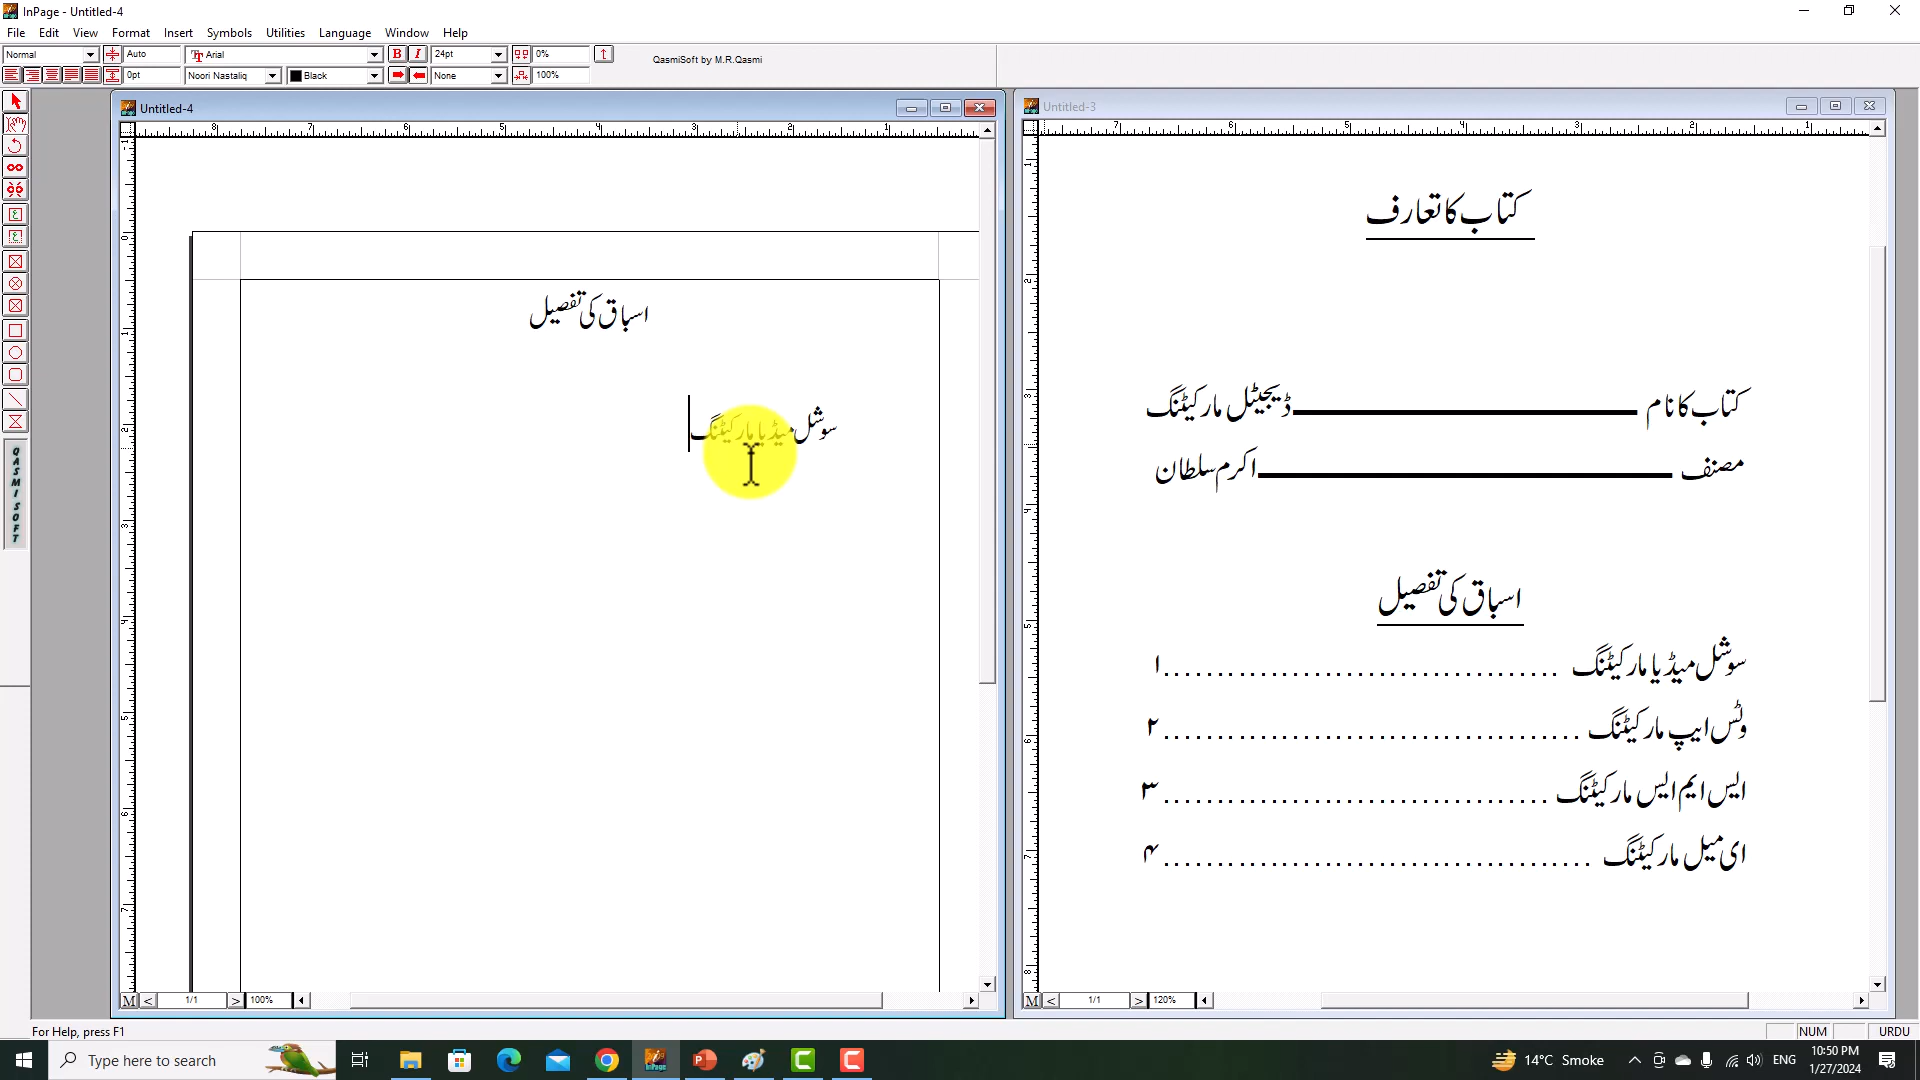 InPage - Untitled-4
File Edit View Format Insert Symbols Utilities Language Window Help
Normal Auto Arial B I 24pt 0%
QasmiSoft by M.R.Qasmi
0pt Noori Nastaliq Black None 100%
Untitled-4
اسباق کی تفصیل
سوشل میڈیا مارکیٹنگ
QASMISOFT
M < 1/1 > 100%
Untitled-3
کتاب کا تعارف
کتاب کا نام ڈیجیٹل مارکیٹنگ
مصنف اکرم سلطان
اسباق کی تفصیل
سوشل میڈیا مارکیٹنگ ..................................... ۱
وٹس ایپ مارکیٹنگ ....................................... ۲
ایس ایم ایس مارکیٹنگ .................................... ۳
ای میل مارکیٹنگ ........................................ ۴
M < 1/1 > 120%
For Help, press F1
NUM URDU
Type here to search
14°C Smoke
ENG
10:50 PM
1/27/2024